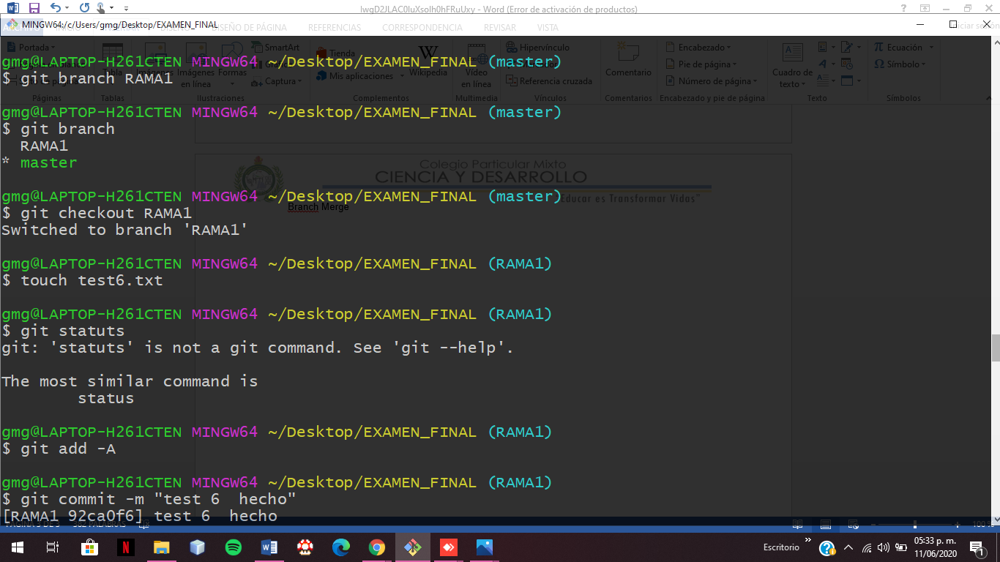 lwgD2JLAC0IuXsoIh0hFRuUxy - Word (Error de activación de productos)
MINGW64:/c/Users/gmg/Desktop/EXAMEN_FINAL
DISEÑO DE PÁGINA REFERENCIAS CORRESPONDENCIA REVISAR VISTA
Iniciar sesión
Portada
Tabla
Imágenes
Imágenes en línea
Formas
SmartArt
Captura
Tienda
Mis aplicaciones
Wikipedia
Vídeo en línea
Hipervínculo
Referencia cruzada
Comentario
Encabezado
Pie de página
Número de página
Cuadro de texto
Ecuación
Símbolo
Páginas Tablas Ilustraciones Complementos Multimedia Vínculos Comentarios Encabezado y pie de página Texto Símbolos
gmg@LAPTOP-H261CTEN MINGW64 ~/Desktop/EXAMEN_FINAL (master)
$ git branch RAMA1
gmg@LAPTOP-H261CTEN MINGW64 ~/Desktop/EXAMEN_FINAL (master)
$ git branch
RAMA1
* master
Colegio Particular Mixto
CIENCIA Y DESARROLLO
Educar es Transformar Vidas"
Branch Merge
gmg@LAPTOP-H261CTEN MINGW64 ~/Desktop/EXAMEN_FINAL (master)
$ git checkout RAMA1
Switched to branch 'RAMA1'
gmg@LAPTOP-H261CTEN MINGW64 ~/Desktop/EXAMEN_FINAL (RAMA1)
$ touch test6.txt
gmg@LAPTOP-H261CTEN MINGW64 ~/Desktop/EXAMEN_FINAL (RAMA1)
$ git statuts
git: 'statuts' is not a git command. See 'git --help'.
The most similar command is
status
gmg@LAPTOP-H261CTEN MINGW64 ~/Desktop/EXAMEN_FINAL (RAMA1)
$ git add -A
gmg@LAPTOP-H261CTEN MINGW64 ~/Desktop/EXAMEN_FINAL (RAMA1)
$ git commit -m "test 6  hecho"
[RAMA1 92ca0f6] test 6  hecho
100 %
Escritorio
05:33 p. m.
11/06/2020